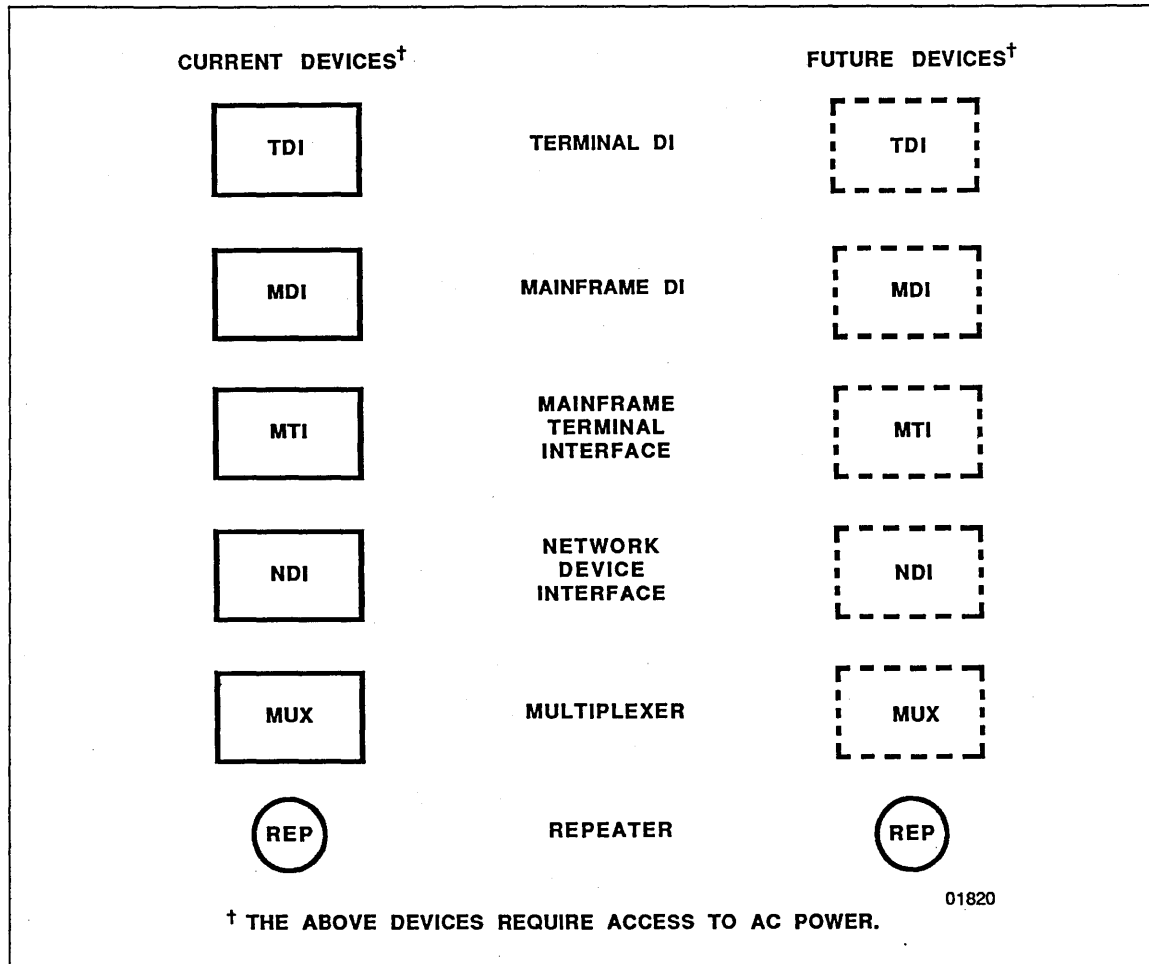 CURRENT DEVICES† FUTURE DEVICES†
TDI TERMINAL DI TDI
MDI MAINFRAME DI MDI
MAINFRAME
MTI TERMINAL MTI
INTERFACE
NETWORK
NDI DEVICE NDI
INTERFACE
MUX MULTIPLEXER MUX
REP REPEATER REP
01820
† THE ABOVE DEVICES REQUIRE ACCESS TO AC POWER.